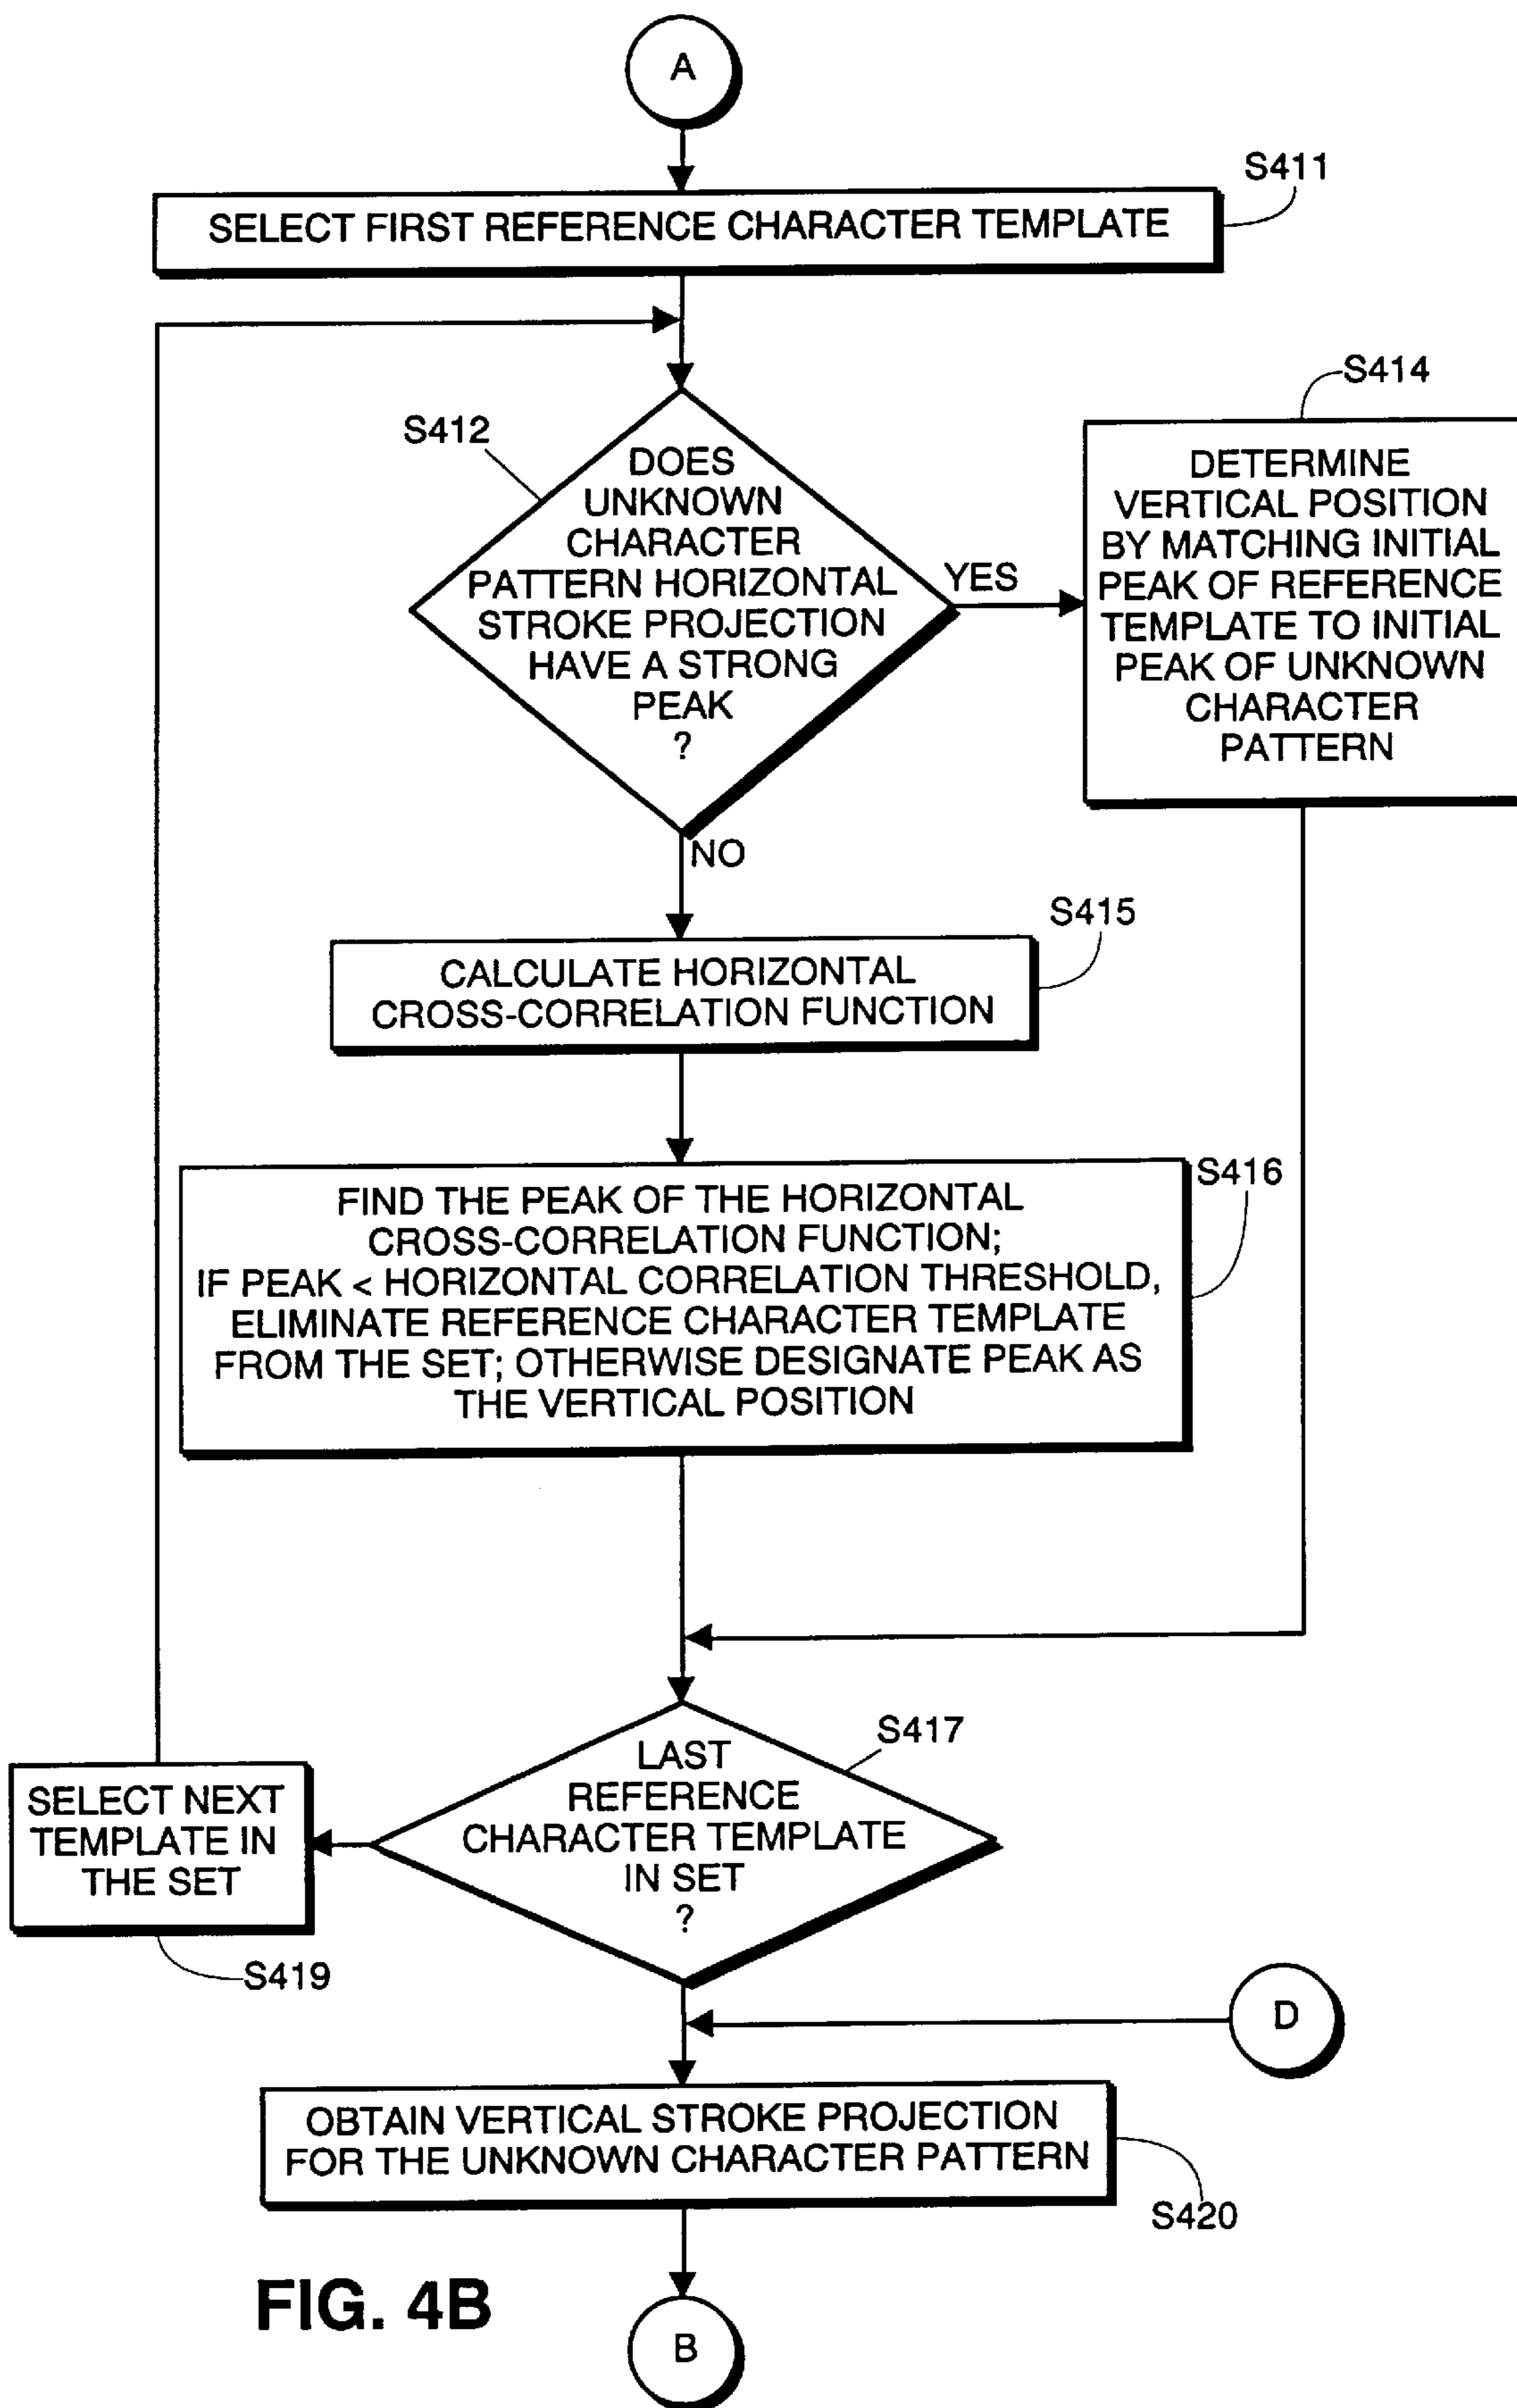 A
S411
SELECT FIRST REFERENCE CHARACTER TEMPLATE
S412
DOES
UNKNOWN
CHARACTER
PATTERN HORIZONTAL
STROKE PROJECTION
HAVE A STRONG
PEAK
?
YES
S414
DETERMINE
VERTICAL POSITION
BY MATCHING INITIAL
PEAK OF REFERENCE
TEMPLATE TO INITIAL
PEAK OF UNKNOWN
CHARACTER
PATTERN
NO
S415
CALCULATE HORIZONTAL
CROSS-CORRELATION FUNCTION
S416
FIND THE PEAK OF THE HORIZONTAL
CROSS-CORRELATION FUNCTION;
IF PEAK < HORIZONTAL CORRELATION THRESHOLD,
ELIMINATE REFERENCE CHARACTER TEMPLATE
FROM THE SET; OTHERWISE DESIGNATE PEAK AS
THE VERTICAL POSITION
S417
LAST
REFERENCE
CHARACTER TEMPLATE
IN SET
?
SELECT NEXT
TEMPLATE IN
THE SET
S419
D
OBTAIN VERTICAL STROKE PROJECTION
FOR THE UNKNOWN CHARACTER PATTERN
S420
FIG. 4B
B